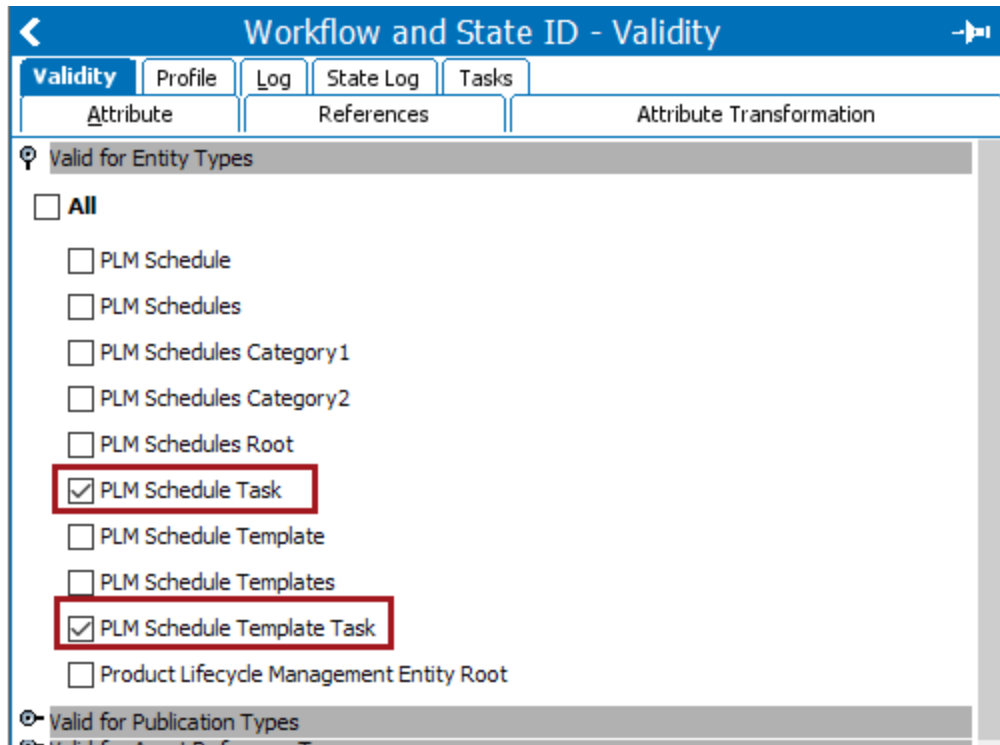 Workflow and State ID - Validity
Validity Profile Log State Log Tasks
Attribute References Attribute Transformation
Valid for Entity Types
All
PLM Schedule
PLM Schedules
PLM Schedules Category1
PLM Schedules Category2
PLM Schedules Root
PLM Schedule Task
PLM Schedule Template
PLM Schedule Templates
PLM Schedule Template Task
Product Lifecycle Management Entity Root
Valid for Publication Types